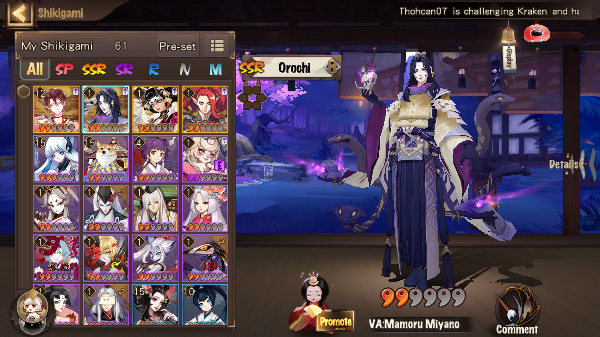 Shikigami
Thohcan07 is challenging Kraken and ha
My Shikigami 61 Pre-set
All SP SSR SR R N M
SSR Orochi
Display
Details
Promote
VA:Mamoru Miyano
Comment